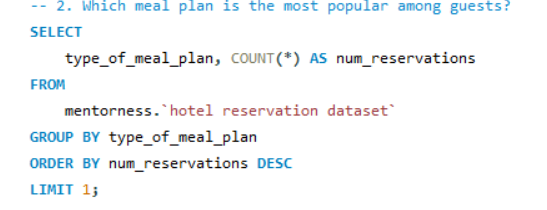 -- 2. Which meal plan is the most popular among guests?
SELECT
type_of_meal_plan, COUNT(*) AS num_reservations
FROM
mentorness.`hotel reservation dataset`
GROUP BY type_of_meal_plan
ORDER BY num_reservations DESC
LIMIT 1;